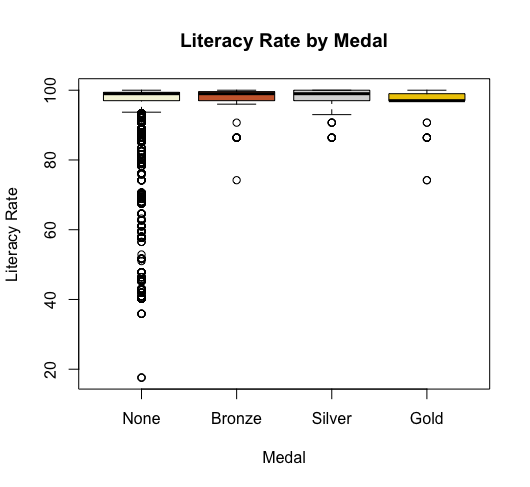 Literacy Rate by Medal
100
80
60
40
20
Literacy Rate
None Bronze Silver Gold
Medal